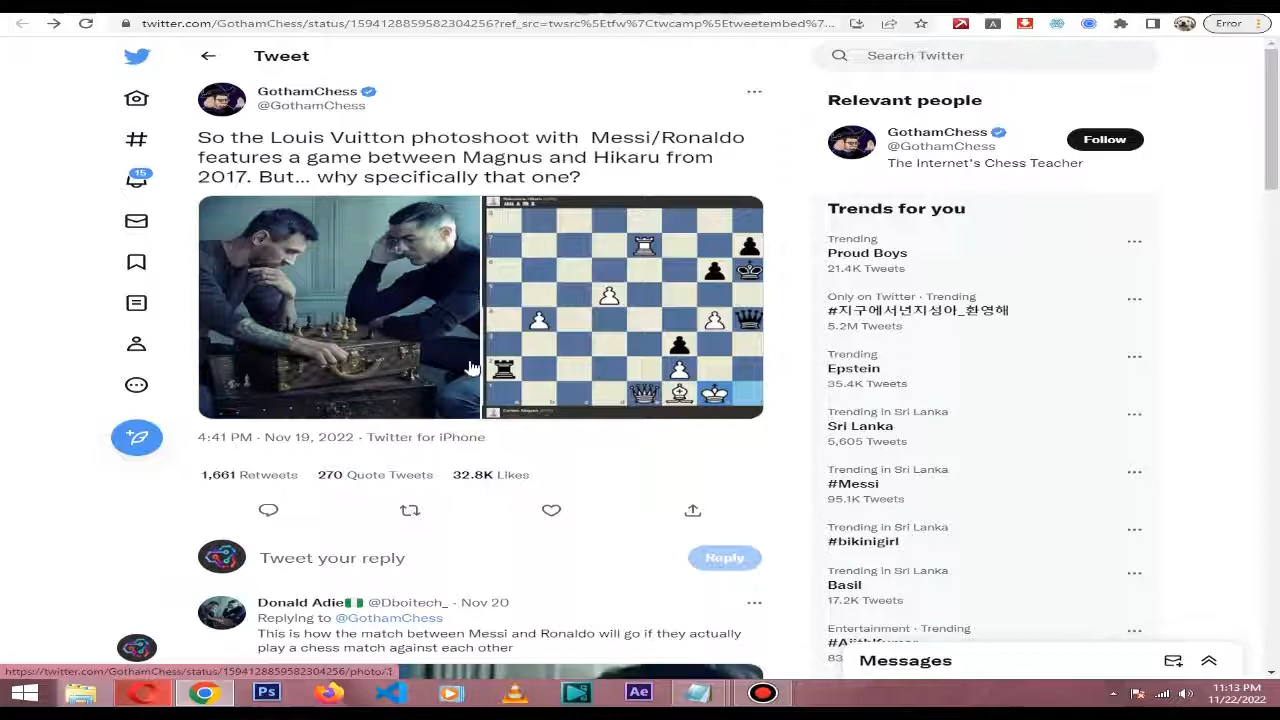 twitter.com/GothamChess/status/1594128859582304256?ref_src=twsrc%5Etfw%7Ctwcamp%5Etweetembed%7...
Error
Tweet
Search Twitter
GothamChess
@GothamChess
So the Louis Vuitton photoshoot with Messi/Ronaldo
features a game between Magnus and Hikaru from
2017. But... why specifically that one?
4:41 PM · Nov 19, 2022 · Twitter for iPhone
1,661 Retweets 270 Quote Tweets 32.8K Likes
Tweet your reply
Reply
Donald Adie🇳🇬 @Dboitech_ · Nov 20
Replying to @GothamChess
This is how the match between Messi and Ronaldo will go if they actually
play a chess match against each other
15
Relevant people
GothamChess
@GothamChess
Follow
The Internet's Chess Teacher
Trends for you
Trending
Proud Boys
21.4K Tweets
Only on Twitter · Trending
#지구에서넌지성아_환영해
5.2M Tweets
Trending
Epstein
35.4K Tweets
Trending in Sri Lanka
Sri Lanka
5,605 Tweets
Trending in Sri Lanka
#Messi
95.1K Tweets
Trending in Sri Lanka
#bikinigirl
Trending in Sri Lanka
Basil
17.2K Tweets
Entertainment · Trending
83
Messages
https://twitter.com/GothamChess/status/1594128859582304256/photo/1
Ps
Ae
11:13 PM
11/22/2022